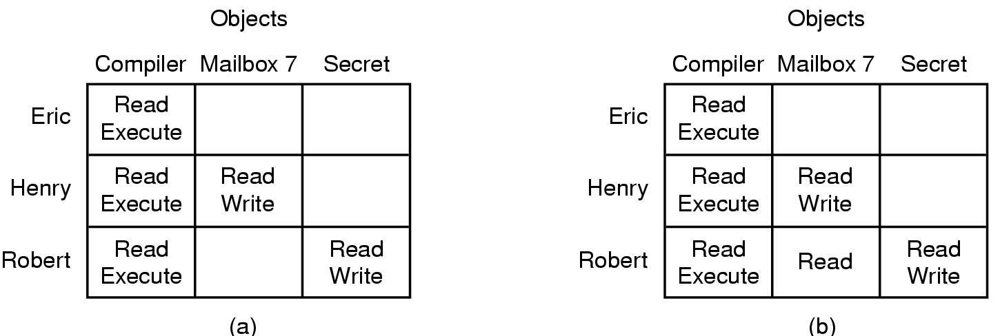 Objects
Compiler Mailbox 7 Secret
Eric
Read
Execute
Henry
Read
Execute
Read
Write
Robert
Read
Execute
Read
Write
(a)
Objects
Compiler Mailbox 7 Secret
Eric
Read
Execute
Henry
Read
Execute
Read
Write
Robert
Read
Execute
Read
Read
Write
(b)